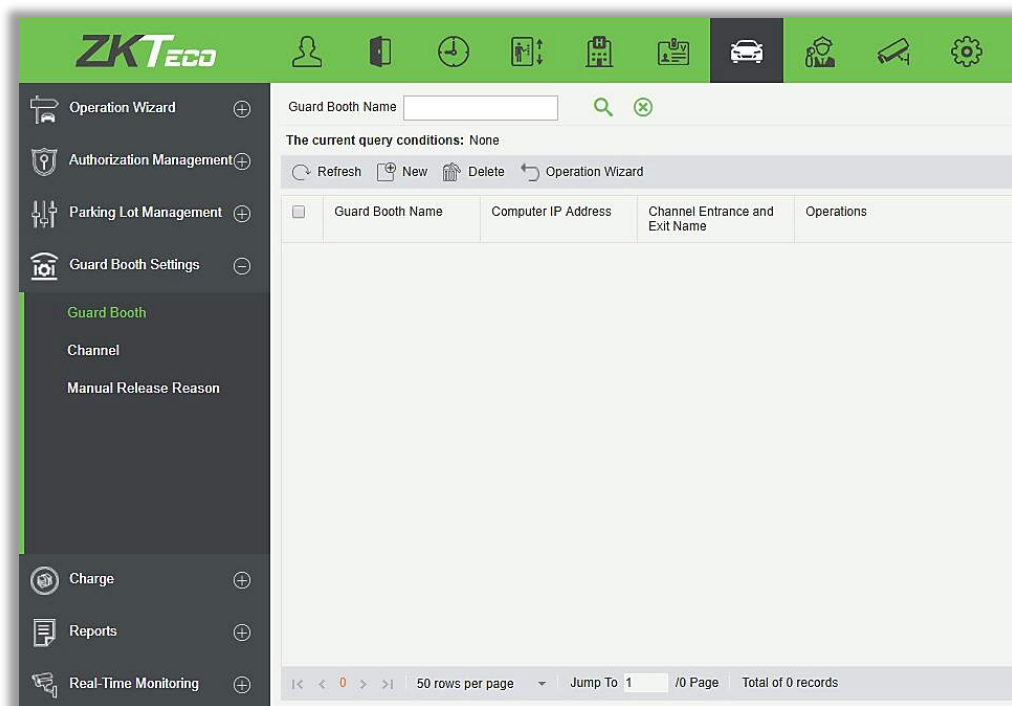 ZKTECO
Operation Wizard
Authorization Management
Parking Lot Management
Guard Booth Settings
Guard Booth
Channel
Manual Release Reason
Charge
Reports
Real-Time Monitoring
Guard Booth Name
The current query conditions: None
Refresh New Delete Operation Wizard
Guard Booth Name Computer IP Address Channel Entrance and Operations
Exit Name
|< < 0 > >| 50 rows per page Jump To 1 /0 Page Total of 0 records